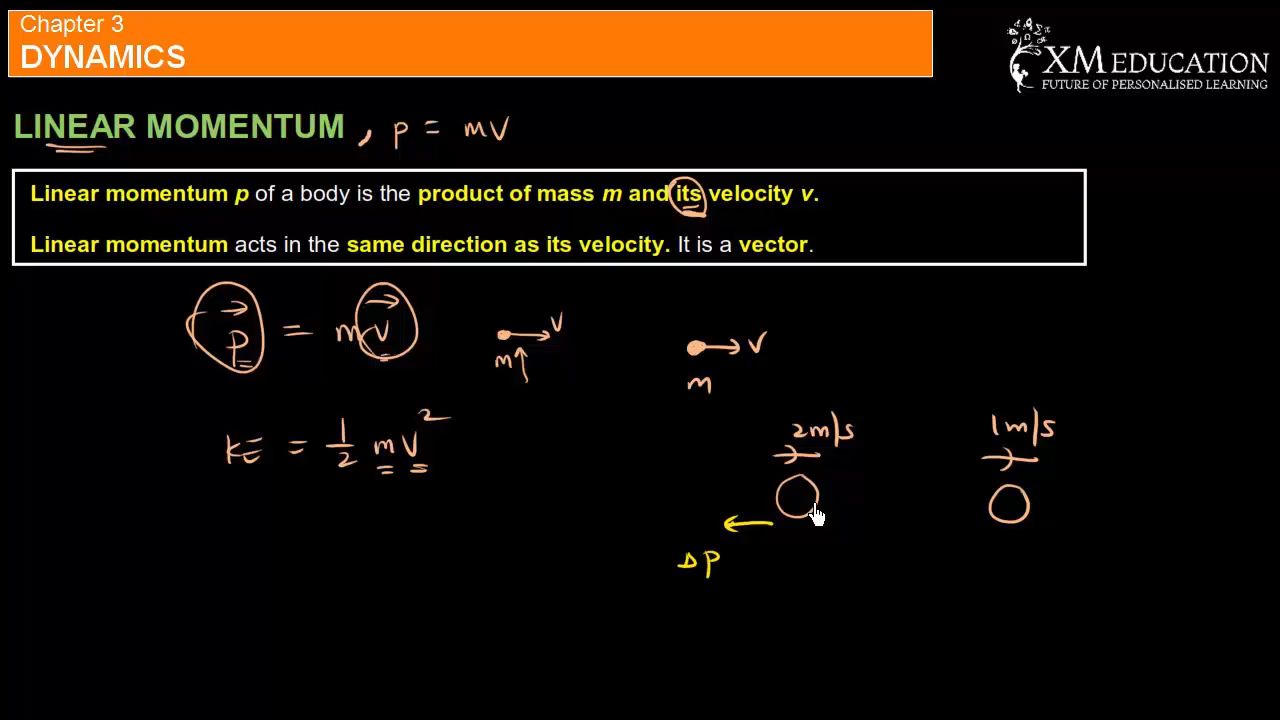 Chapter 3
DYNAMICS
XM EDUCATION
FUTURE OF PERSONALISED LEARNING
LINEAR MOMENTUM , p = mv
Linear momentum p of a body is the product of mass m and its velocity v.
Linear momentum acts in the same direction as its velocity. It is a vector.
p⃗ = mv⃗
v
m↑
v
m
KE = 1/2 mv²
2m/s
1m/s
Δp